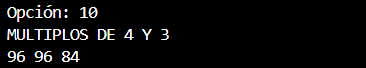 Opción: 10
MULTIPLOS DE 4 Y 3
96 96 84